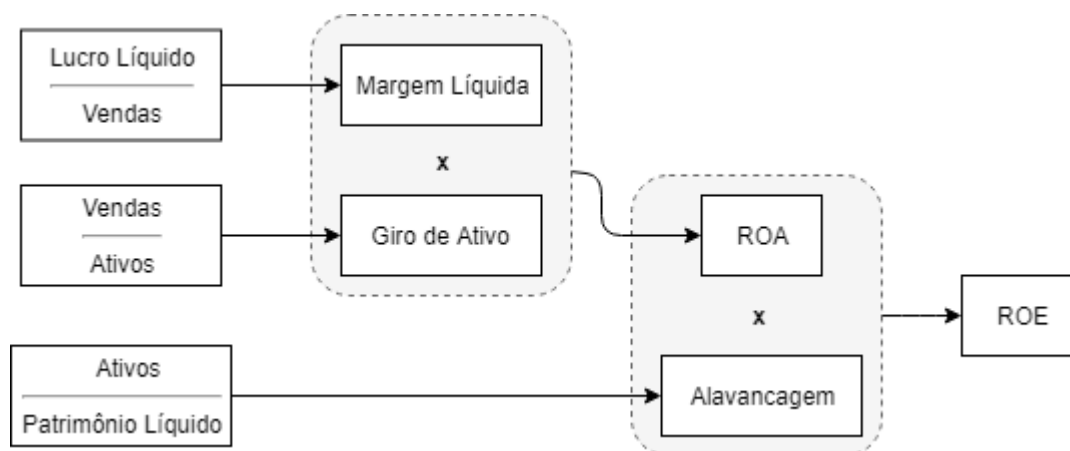 Lucro Líquido
Vendas
Margem Líquida
x
Vendas
Ativos
Giro de Ativo
ROA
x
ROE
Ativos
Patrimônio Líquido
Alavancagem